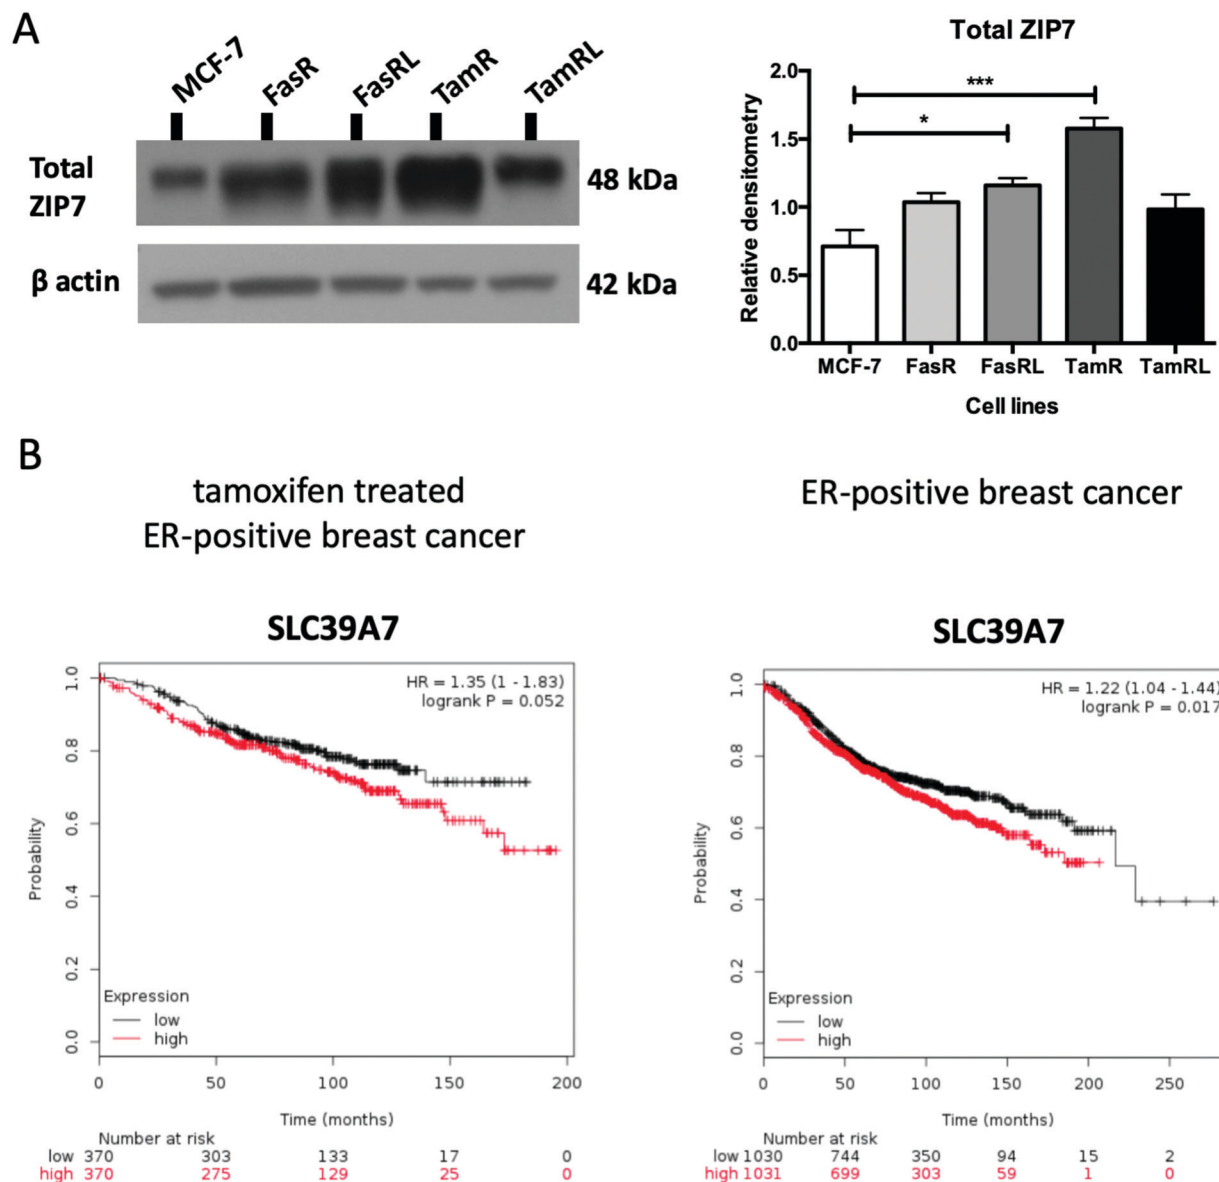 A
MCF-7
FasR
FasRL
TamR
TamRL
Total
ZIP7
48 kDa
β actin
42 kDa
Total ZIP7
Relative densitometry
2.0
1.5
1.0
0.5
0.0
***
*
MCF-7 FasR FasRL TamR TamRL
Cell lines
B
tamoxifen treated
ER-positive breast cancer
SLC39A7
HR = 1.35 (1 - 1.83)
logrank P = 0.052
Probability
1.0
0.8
0.6
0.4
0.2
0.0
Expression
low
high
0 50 100 150 200
Time (months)
Number at risk
low 370 303 133 17 0
high 370 275 129 25 0
ER-positive breast cancer
SLC39A7
HR = 1.22 (1.04 - 1.44)
logrank P = 0.017
Probability
1.0
0.8
0.6
0.4
0.2
0.0
Expression
low
high
0 50 100 150 200 250
Time (months)
Number at risk
low 1030 744 350 94 15 2
high 1031 699 303 59 1 0